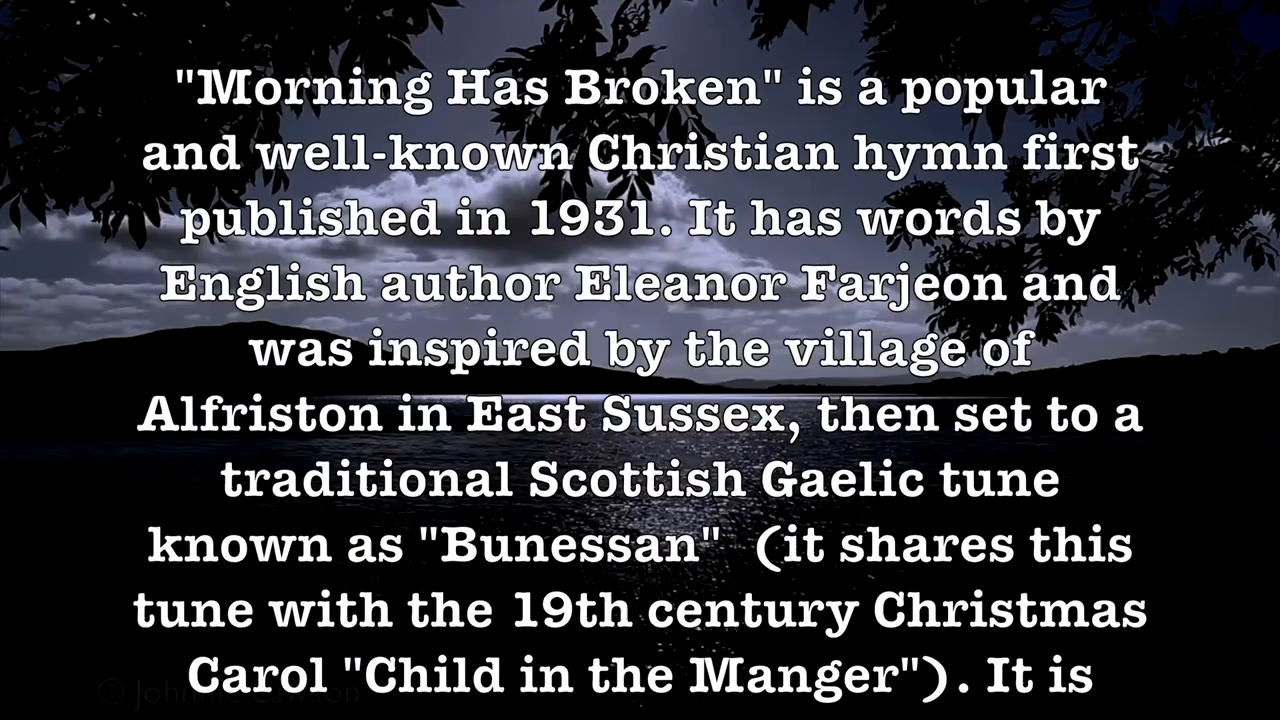 "Morning Has Broken" is a popular
and well-known Christian hymn first
published in 1931. It has words by
English author Eleanor Farjeon and
was inspired by the village of
Alfriston in East Sussex, then set to a
traditional Scottish Gaelic tune
known as "Bunessan"  (it shares this
tune with the 19th century Christmas
Carol "Child in the Manger"). It is
©